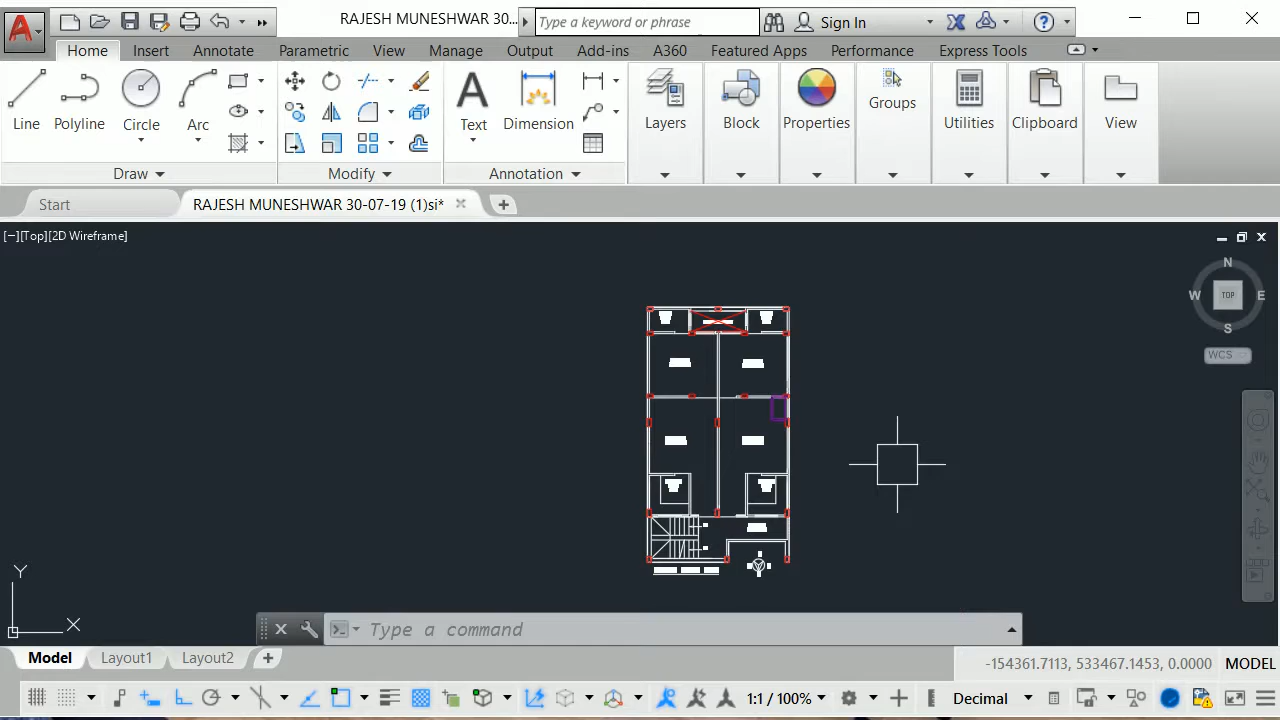 RAJESH MUNESHWAR 30-...
Type a keyword or phrase
Sign In
Home Insert Annotate Parametric View Manage Output Add-ins A360 Featured Apps Performance Express Tools
Line Polyline Circle Arc Text Dimension Layers Block Properties Groups Utilities Clipboard View
Draw Modify Annotation
Start RAJESH MUNESHWAR 30-07-19 (1)si*
[−][Top][2D Wireframe]
N
W TOP E
S
WCS
Y
X
Type a command
Model Layout1 Layout2 -154361.7113, 533467.1453, 0.0000 MODEL
1:1 / 100% Decimal